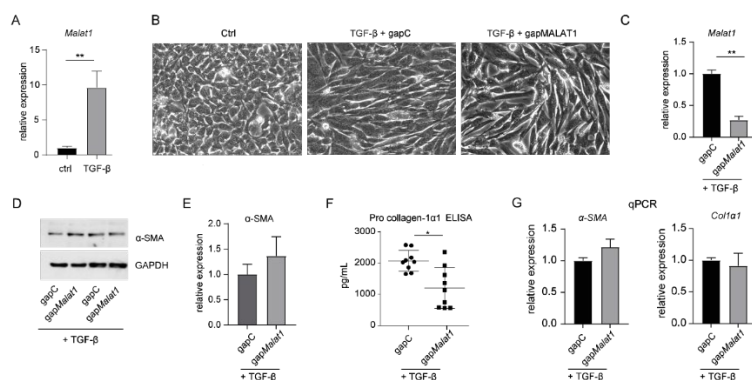 A
Malat1
**
relative expression
15
10
5
0
ctrl
TGF-β
B
Ctrl
TGF-β + gapC
TGF-β + gapMALAT1
C
Malat1
**
relative expression
1.5
1.0
0.5
0.0
gapC
gapMalat1
+ TGF-β
D
α-SMA
GAPDH
gapC
gapMalat1
gapC
gapMalat1
+ TGF-β
E
α-SMA
relative expression
2.0
1.5
1.0
0.5
0.0
gapC
gapMalat1
+ TGF-β
F
Pro collagen-1α1 ELISA
*
pg/mL
3000
2000
1000
0
gapC
gapMalat1
+ TGF-β
G
qPCR
α-SMA
relative expression
1.5
1.0
0.5
0.0
gapC
gapMalat1
+ TGF-β
Col1α1
relative expression
1.5
1.0
0.5
0.0
gapC
gapMalat1
+ TGF-β